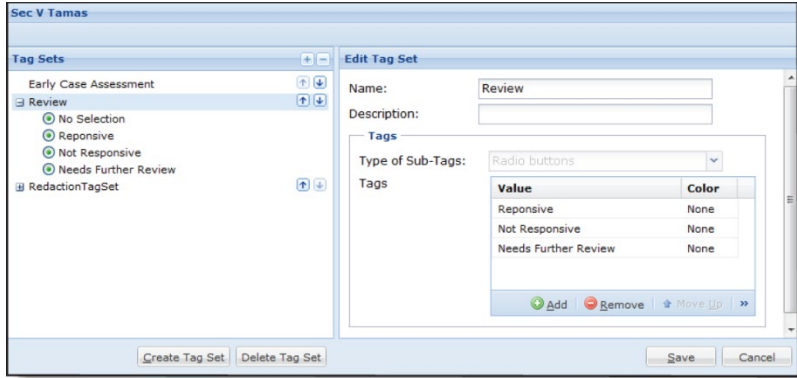 Sec V Tamas
Tag Sets
Early Case Assessment
Review
No Selection
Reponsive
Not Responsive
Needs Further Review
RedactionTagSet
Create Tag Set Delete Tag Set
Edit Tag Set
Name: Review
Description:
Tags
Type of Sub-Tags: Radio buttons
Tags
Value Color
Reponsive None
Not Responsive None
Needs Further Review None
Add Remove Move Up »
Save Cancel